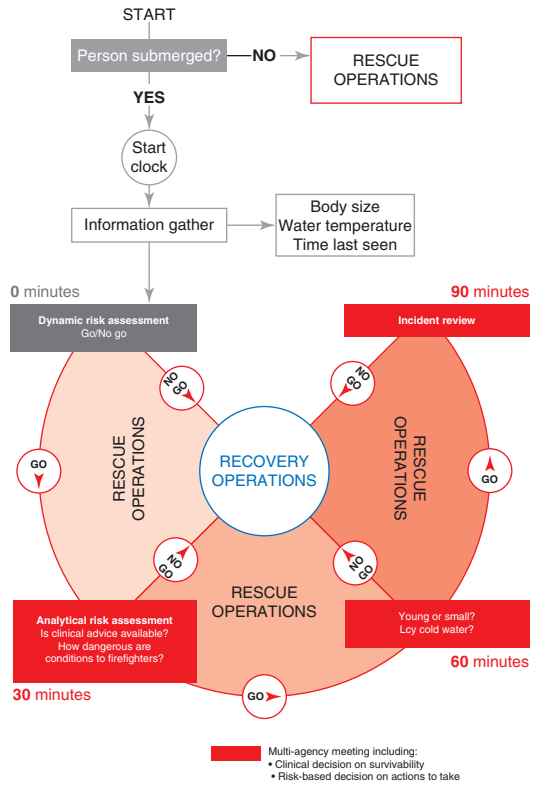 START
Person submerged?
NO
RESCUE
OPERATIONS
YES
Start
clock
Information gather
Body size
Water temperature
Time last seen
0 minutes
90 minutes
Dynamic risk assessment
Go/No go
Incident review
NO
GO
NO
GO
RESCUE
OPERATIONS
RECOVERY
OPERATIONS
RESCUE
OPERATIONS
GO
GO
NO
GO
NO
GO
RESCUE
OPERATIONS
Analytical risk assessment
Is clinical advice available?
How dangerous are
conditions to firefighters?
Young or small?
Lcy cold water?
60 minutes
30 minutes
GO
Multi-agency meeting including:
• Clinical decision on survivability
• Risk-based decision on actions to take